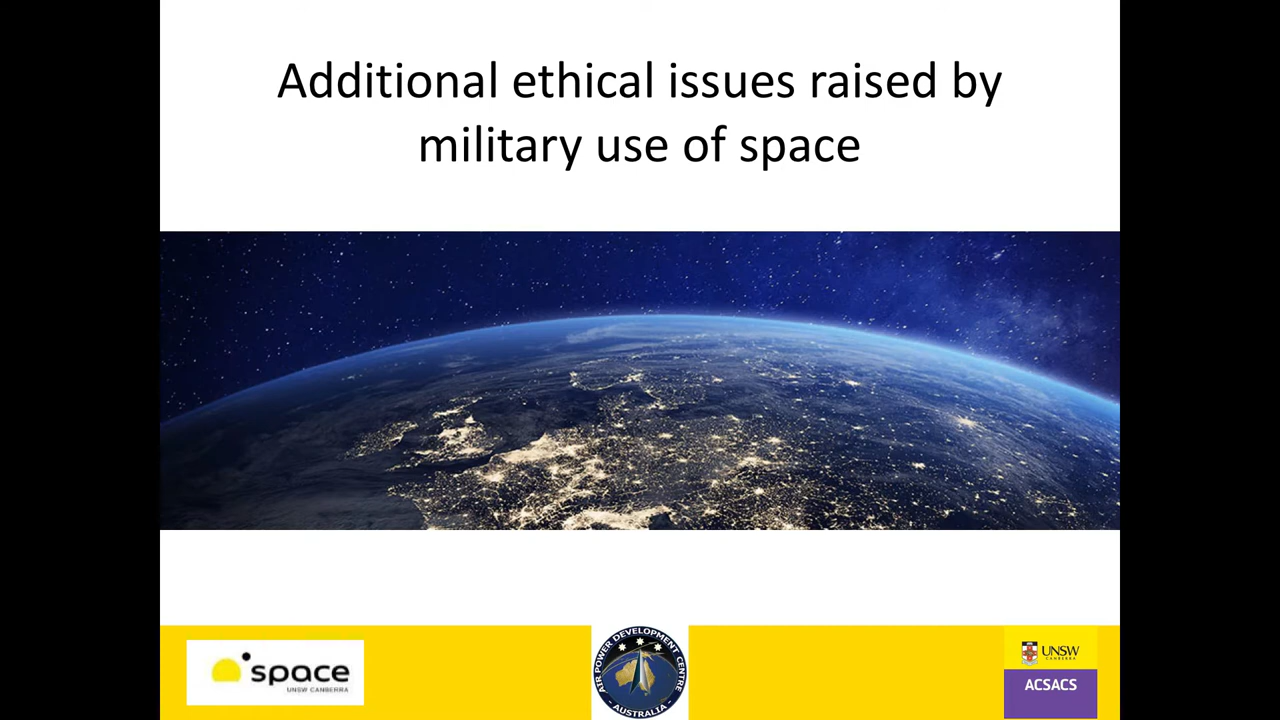 Additional ethical issues raised by
military use of space
space
UNSW CANBERRA
AIR POWER DEVELOPMENT CENTRE
- AUSTRALIA -
UNSW
CANBERRA
ACSACS